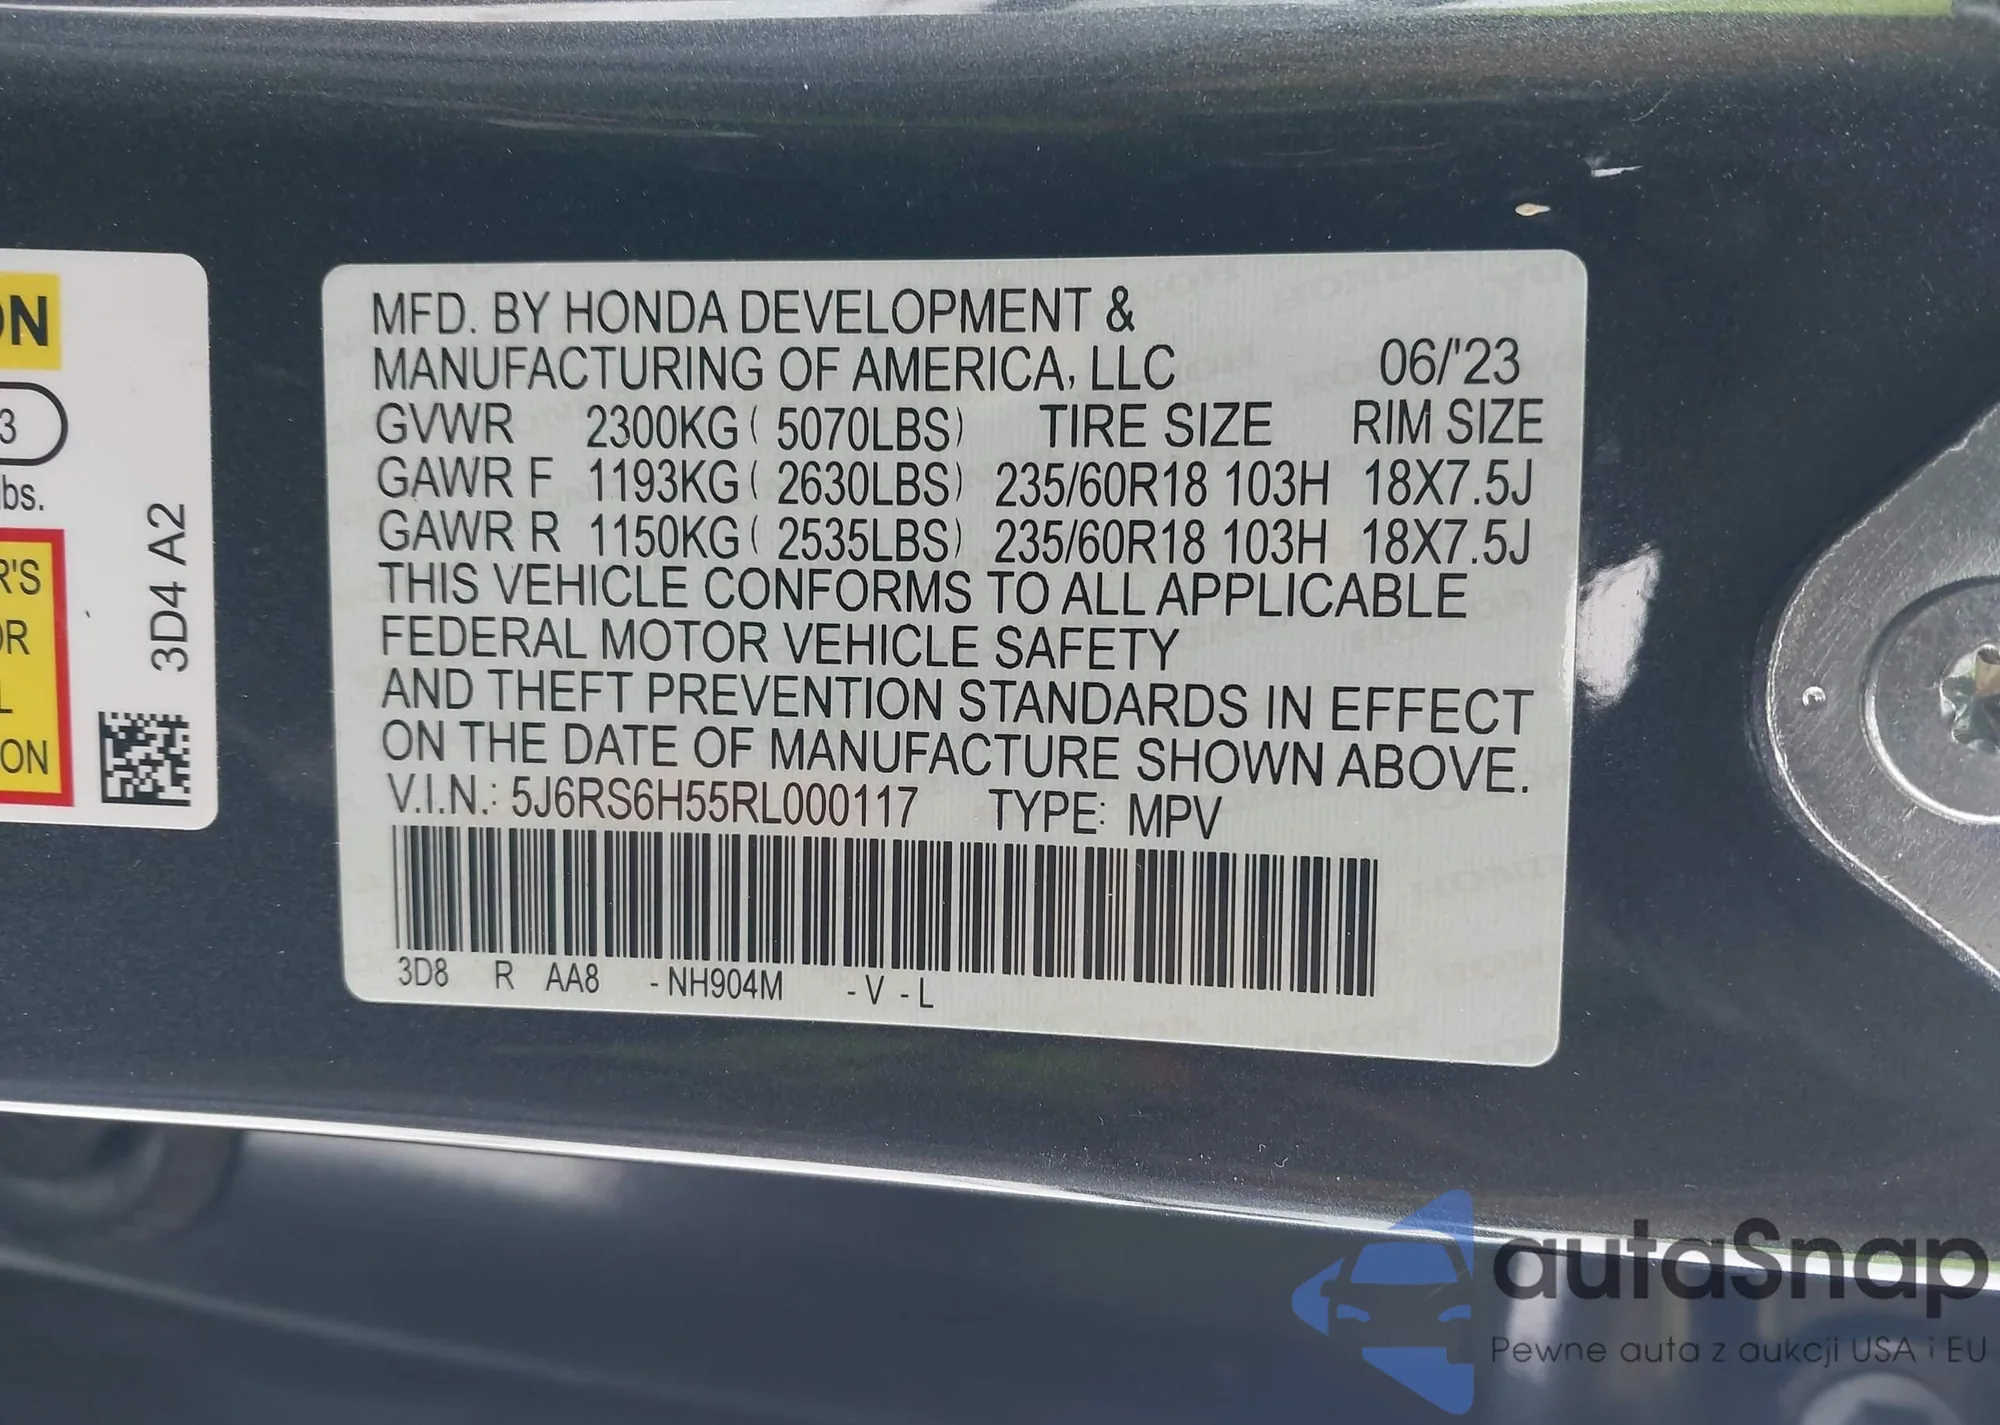 ON
3
lbs.
R'S
OR
L
ION
3D4 A2
MFD. BY HONDA DEVELOPMENT &
MANUFACTURING OF AMERICA, LLC 06/'23
GVWR 2300KG ( 5070LBS) TIRE SIZE RIM SIZE
GAWR F 1193KG ( 2630LBS) 235/60R18 103H 18X7.5J
GAWR R 1150KG ( 2535LBS) 235/60R18 103H 18X7.5J
THIS VEHICLE CONFORMS TO ALL APPLICABLE
FEDERAL MOTOR VEHICLE SAFETY
AND THEFT PREVENTION STANDARDS IN EFFECT
ON THE DATE OF MANUFACTURE SHOWN ABOVE.
V.I.N.: 5J6RS6H55RL000117 TYPE: MPV
3D8 R AA8 -NH904M -V -L
autaSnap
Pewne auta z aukcji USA i EU